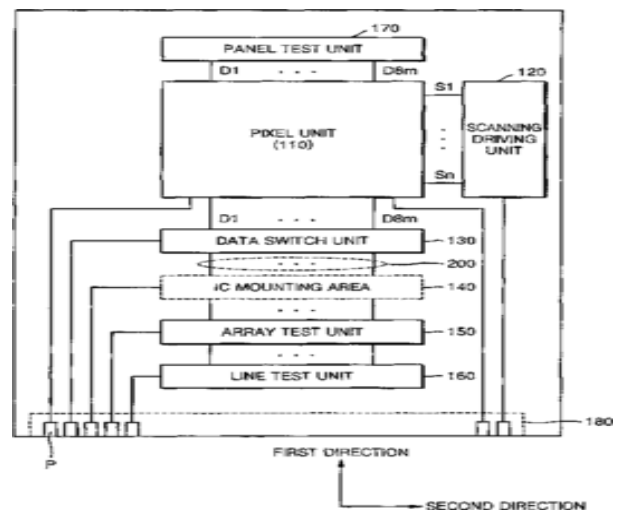 170
PANEL TEST UNIT
D1 . . . D8m
120
S1
PIXEL UNIT
(110)
SCANNING
DRIVING
UNIT
Sn
D1 . . . D8m
DATA SWITCH UNIT
130
200
IC MOUNTING AREA
140
ARRAY TEST UNIT
150
LINE TEST UNIT
160
180
P
FIRST DIRECTION
SECOND DIRECTION